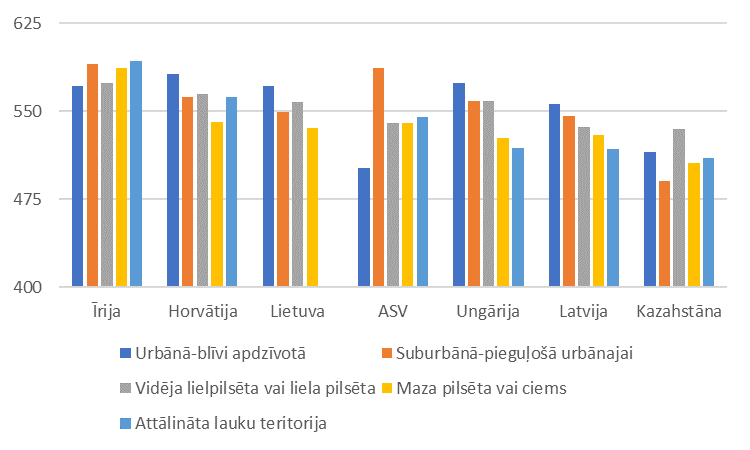 625
550
475
400
Īrija Horvātija Lietuva ASV Ungārija Latvija Kazahstāna
Urbānā-blīvi apdzīvotā Suburbānā-pieguļošā urbānajai
Vidēja lielpilsēta vai liela pilsēta Maza pilsēta vai ciems
Attālināta lauku teritorija